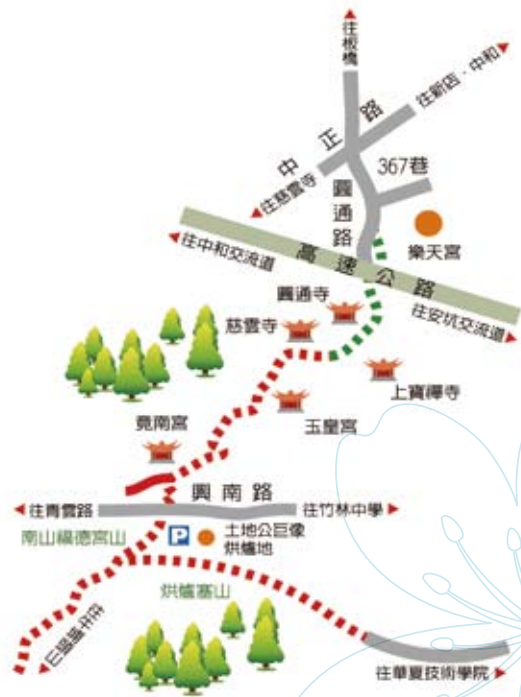 往板橋
往新店・中和
中正路
往慈雲寺
367巷
圓通路
樂天宮
往中和交流道
高速公路
往安坑交流道
圓通寺
慈雲寺
上寶禪寺
玉皇宮
竟南宮
興南路
往青雲路
往竹林中學
南山福德宮山
P
土地公巨像
烘爐地
烘爐塞山
往華夏技術學院